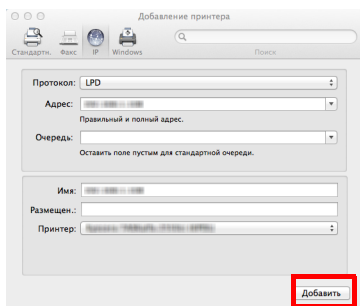 Добавление принтера
Стандартн. Факс IP Windows Поиск
Протокол: LPD
Адрес:
Правильный и полный адрес.
Очередь:
Оставить поле пустым для стандартной очереди.
Имя:
Размещен.:
Принтер:
Добавить